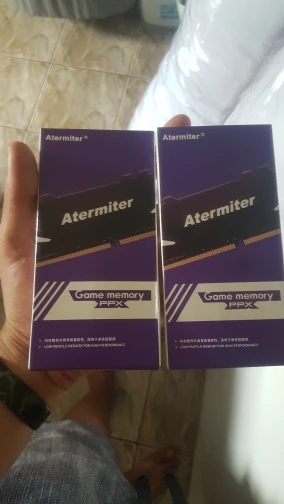 Atermiter®
Atermiter
Game memory
PPX
LOW PROFILE MEMORY FOR HIGH PERFORMANCE
Atermiter®
Atermiter
Game memory
PPX
LOW PROFILE MEMORY FOR HIGH PERFORMANCE